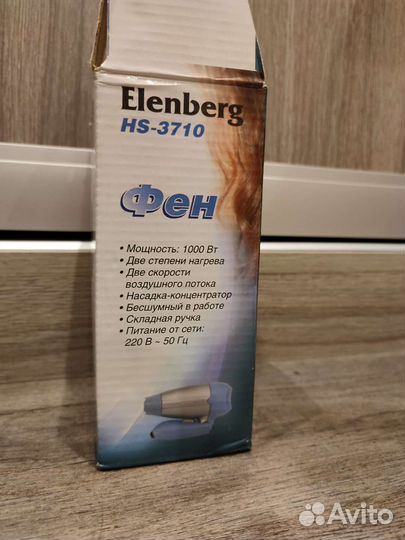 Elenberg
HS-3710
Фен
• Мощность: 1000 Вт
• Две степени нагрева
• Две скорости
воздушного потока
• Насадка-концентратор
• Бесшумный в работе
• Складная ручка
• Питание от сети:
220 В ~ 50 Гц
Avito